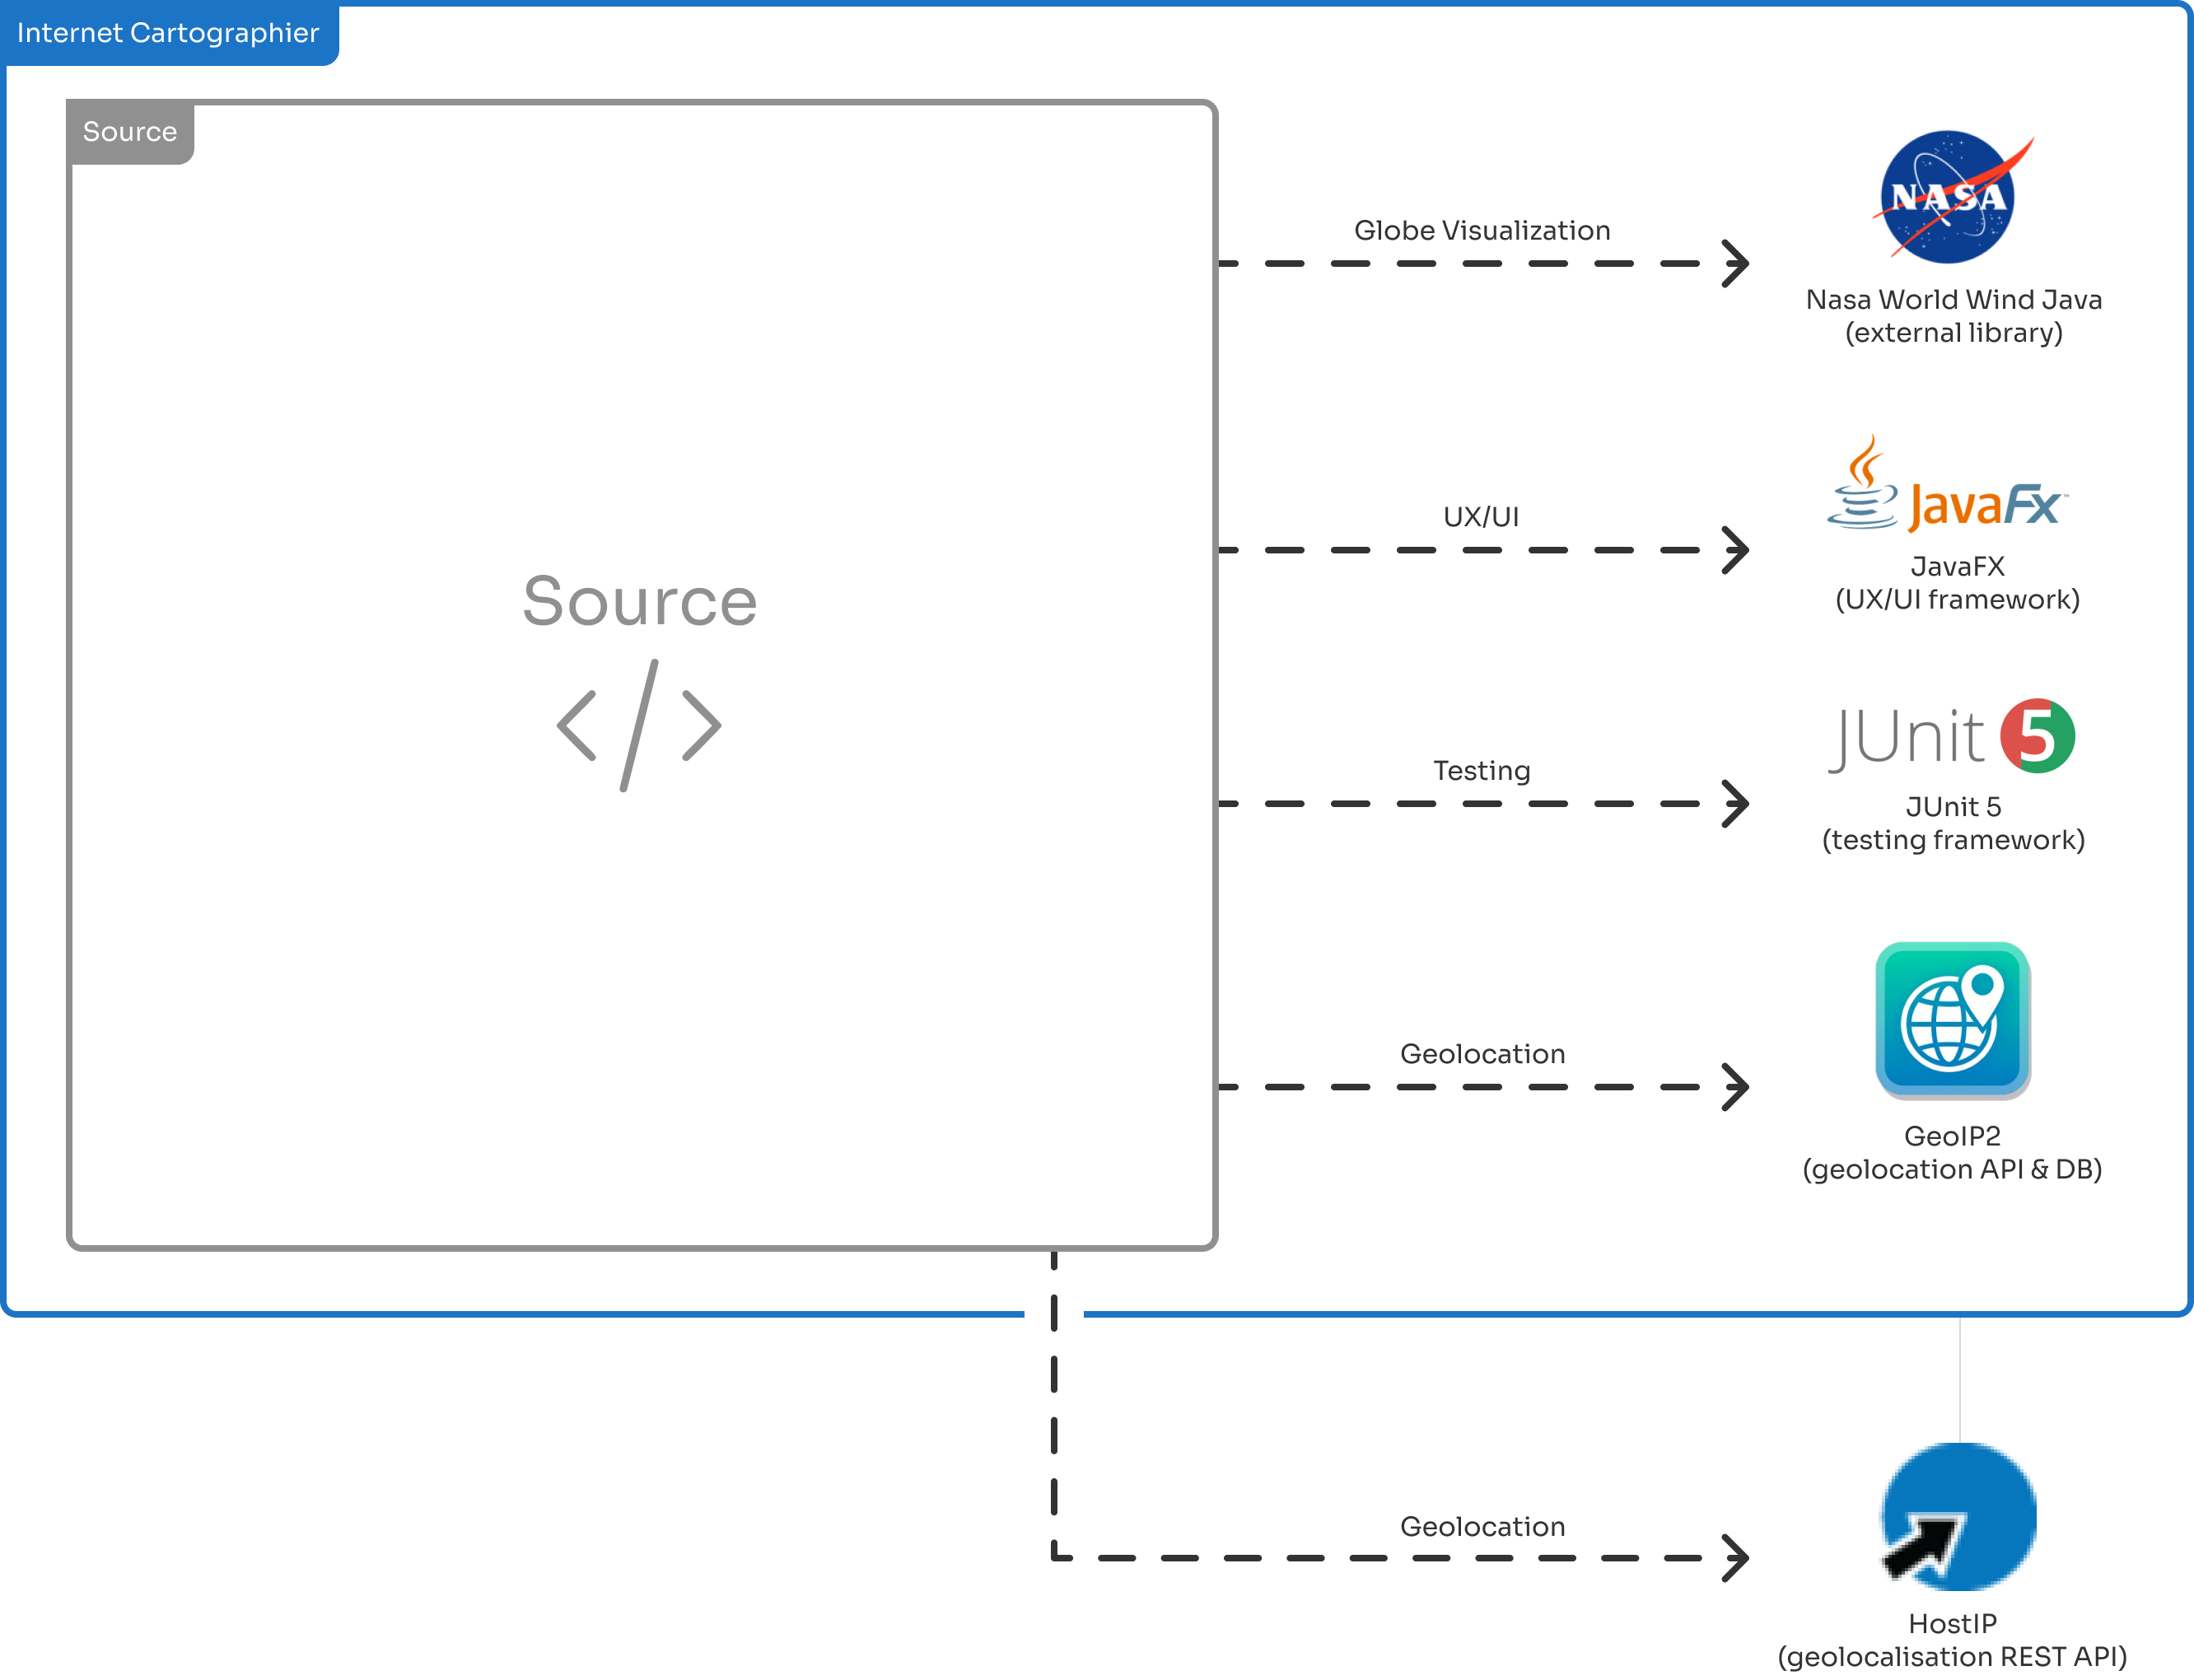 Internet Cartographier
Source
Source
</>
Globe Visualization
NASA
Nasa World Wind Java
(external library)
UX/UI
JavaFX™
JavaFX
(UX/UI framework)
Testing
JUnit 5
JUnit 5
(testing framework)
Geolocation
GeoIP2
(geolocation API & DB)
Geolocation
HostIP
(geolocalisation REST API)